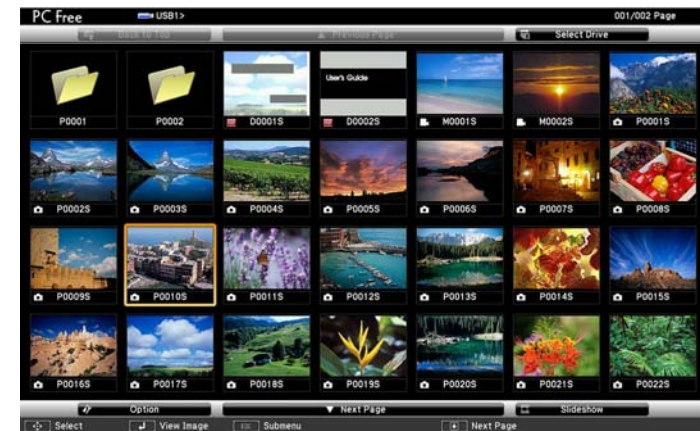 PC Free USB1> 001/002 Page
Back to Top ▲ Previous Page Select Drive
User's Guide
P0001 P0002 D0001S D0002S M0001S M0002S P0001S
P0002S P0003S P0004S P0005S P0006S P0007S P0008S
P0009S P0010S P0011S P0012S P0013S P0014S P0015S
P0016S P0017S P0018S P0019S P0020S P0021S P0022S
Option ▼ Next Page Slideshow
Select View Image Esc Submenu Next Page